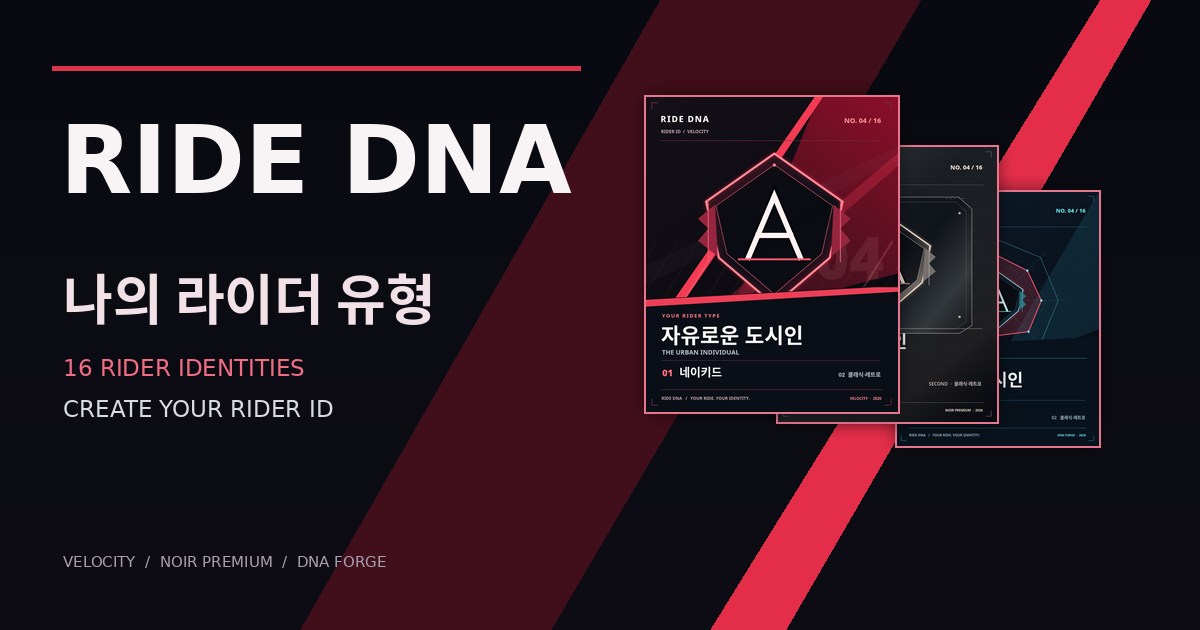 RIDE DNA
나의 라이더 유형
16 RIDER IDENTITIES
CREATE YOUR RIDER ID
VELOCITY / NOIR PREMIUM / DNA FORGE
RIDE DNA
NO. 04 / 16
RIDER ID / VELOCITY
A
04
YOUR RIDER TYPE
자유로운 도시인
THE URBAN INDIVIDUAL
01 네이키드
02 클래식·레트로
RIDE DNA / YOUR RIDE. YOUR IDENTITY.
VELOCITY · 2026
NO. 04 / 16
SECOND · 클래식·레트로
NOIR PREMIUM · 2026
NO. 04 / 16
A
시인
02 클래식·레트로
RIDE DNA / YOUR RIDE. YOUR IDENTITY.
DNA FORGE · 2026